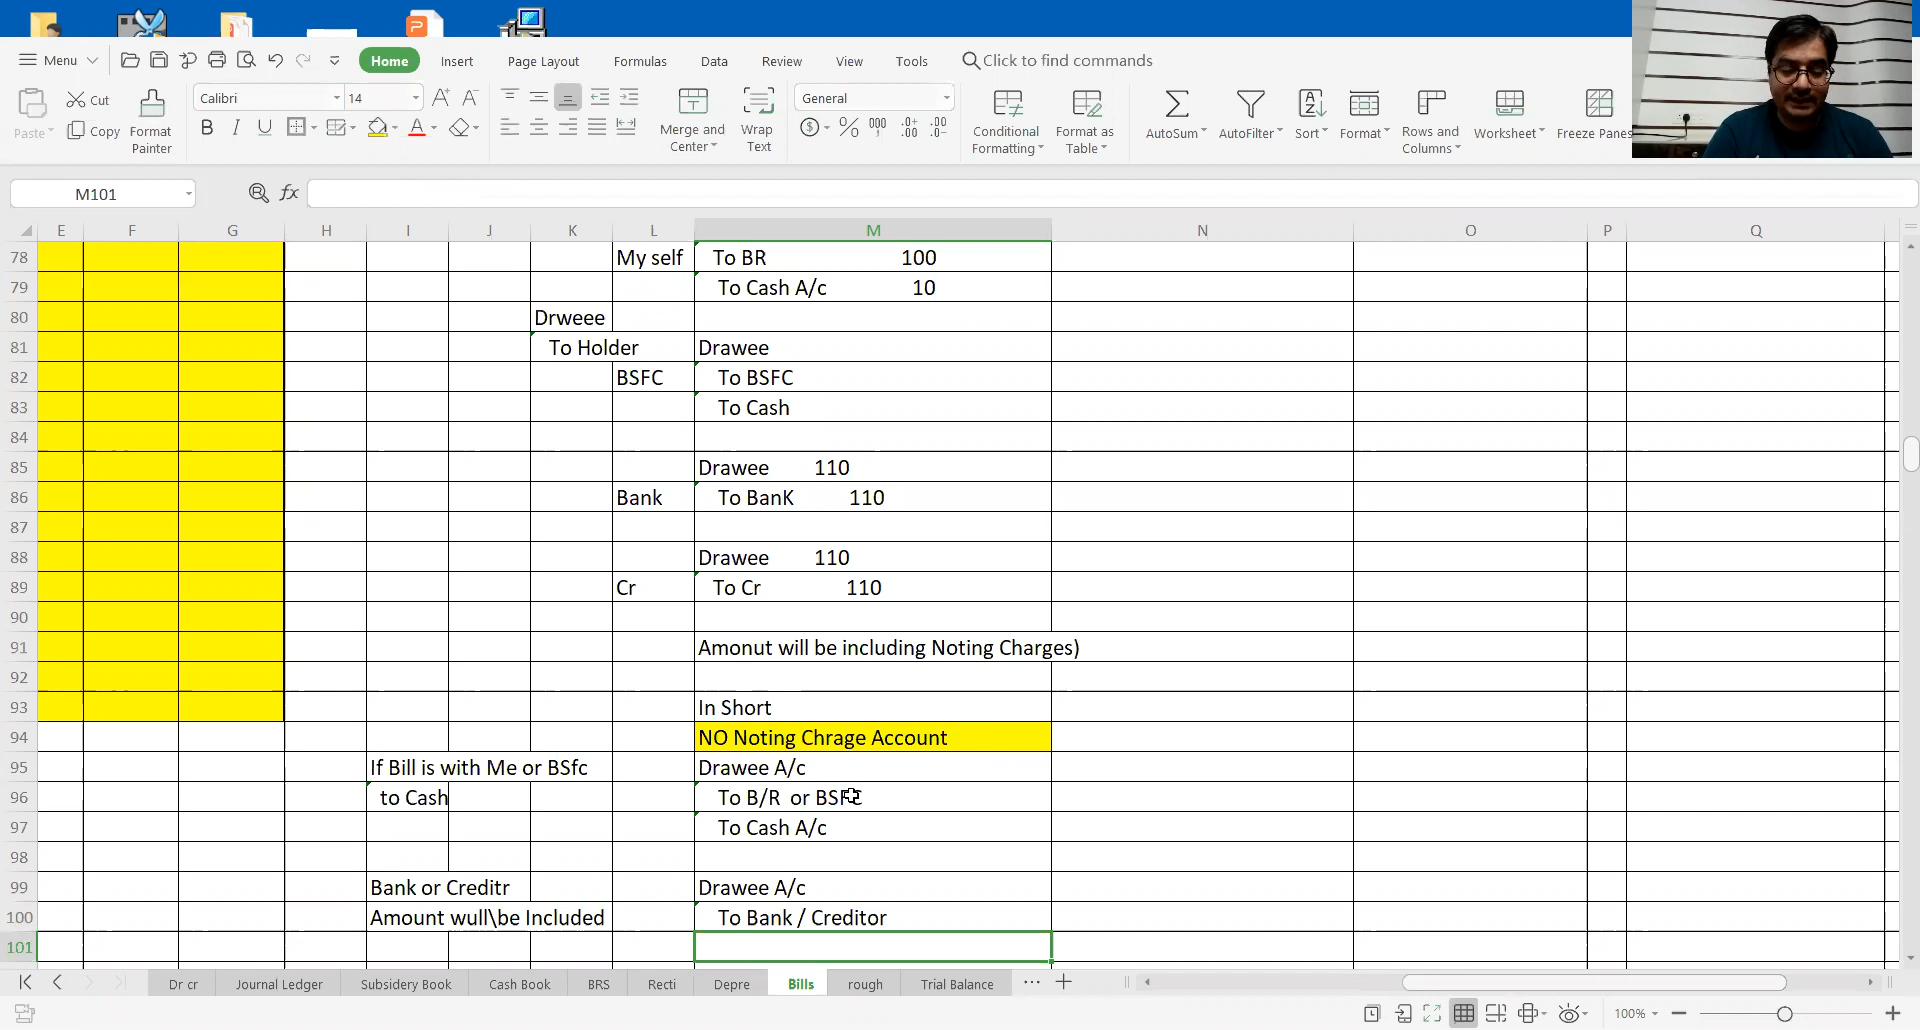 Menu Home Insert Page Layout Formulas Data Review View Tools Click to find commands
Paste Cut Copy Format Painter
Calibri 14
B I U A
Merge and Center
Wrap Text
General
Conditional Formatting
Format as Table
AutoSum AutoFilter Sort Format Rows and Columns Worksheet Freeze Panes
M101 fx
E F G H I J K L M N O P Q
78 My self To BR 100
79 To Cash A/c 10
80 Drweee
81 To Holder Drawee
82 BSFC To BSFC
83 To Cash
84
85 Drawee 110
86 Bank To BanK 110
87
88 Drawee 110
89 Cr To Cr 110
90
91 Amonut will be including Noting Charges)
92
93 In Short
94 NO Noting Chrage Account
95 If Bill is with Me or BSfc Drawee A/c
96 to Cash To B/R or BSFC
97 To Cash A/c
98
99 Bank or Creditr Drawee A/c
100 Amount wull\be Included To Bank / Creditor
101
Dr cr Journal Ledger Subsidery Book Cash Book BRS Recti Depre Bills rough Trial Balance ... +
100% - +